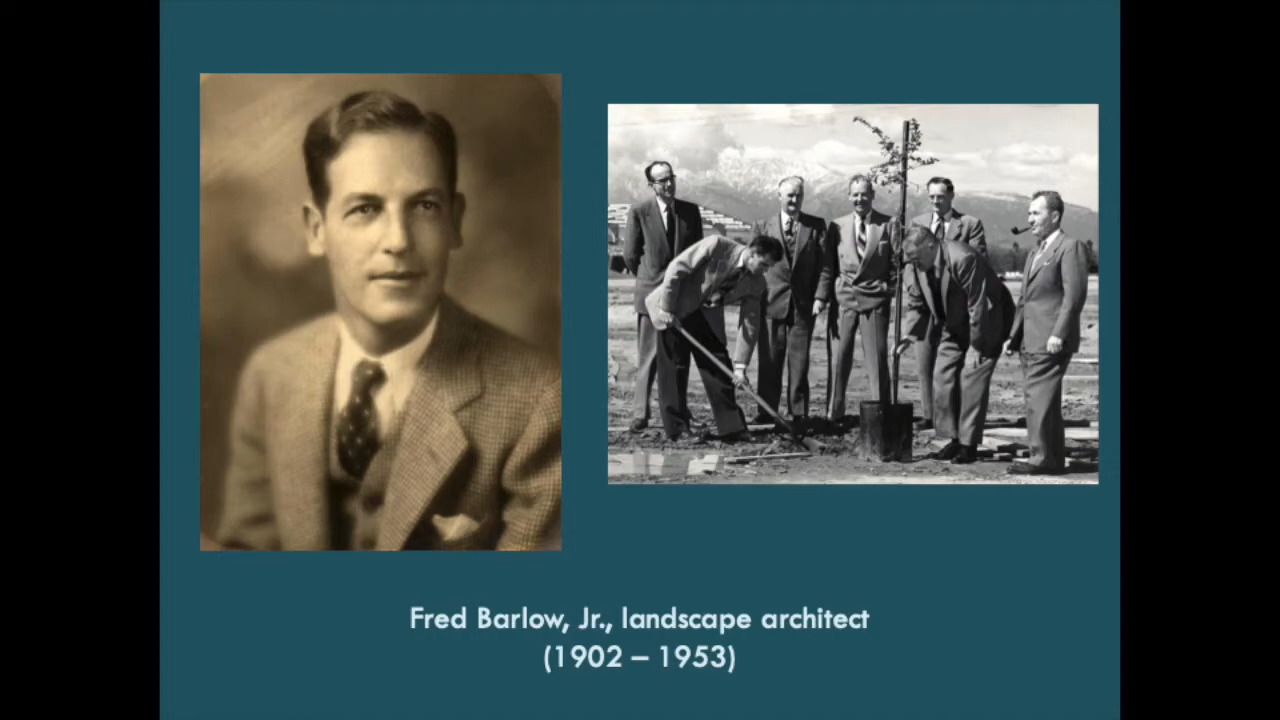 Fred Barlow, Jr., landscape architect
(1902 – 1953)